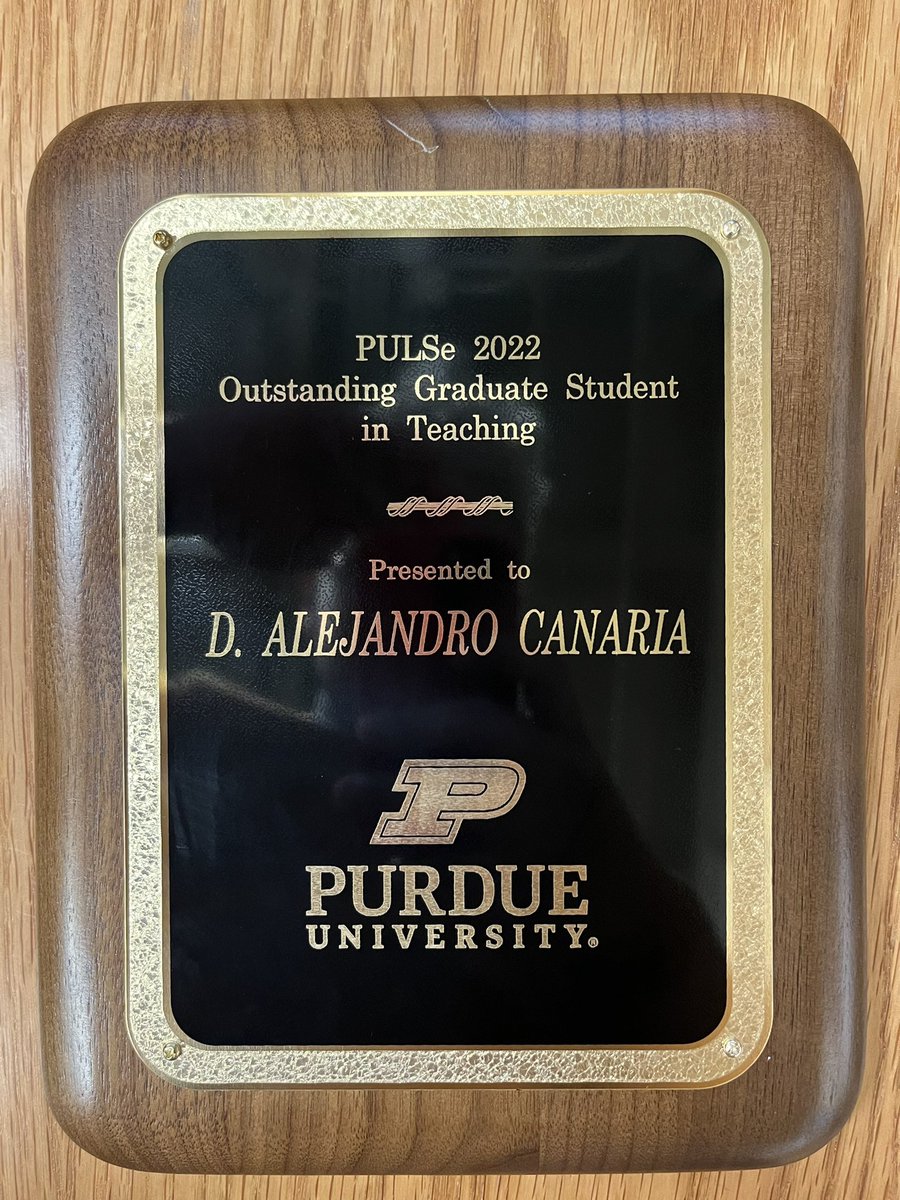 PULSe 2022
Outstanding Graduate Student
in Teaching
Presented to
D. ALEJANDRO CANARIA
P
PURDUE
UNIVERSITY®